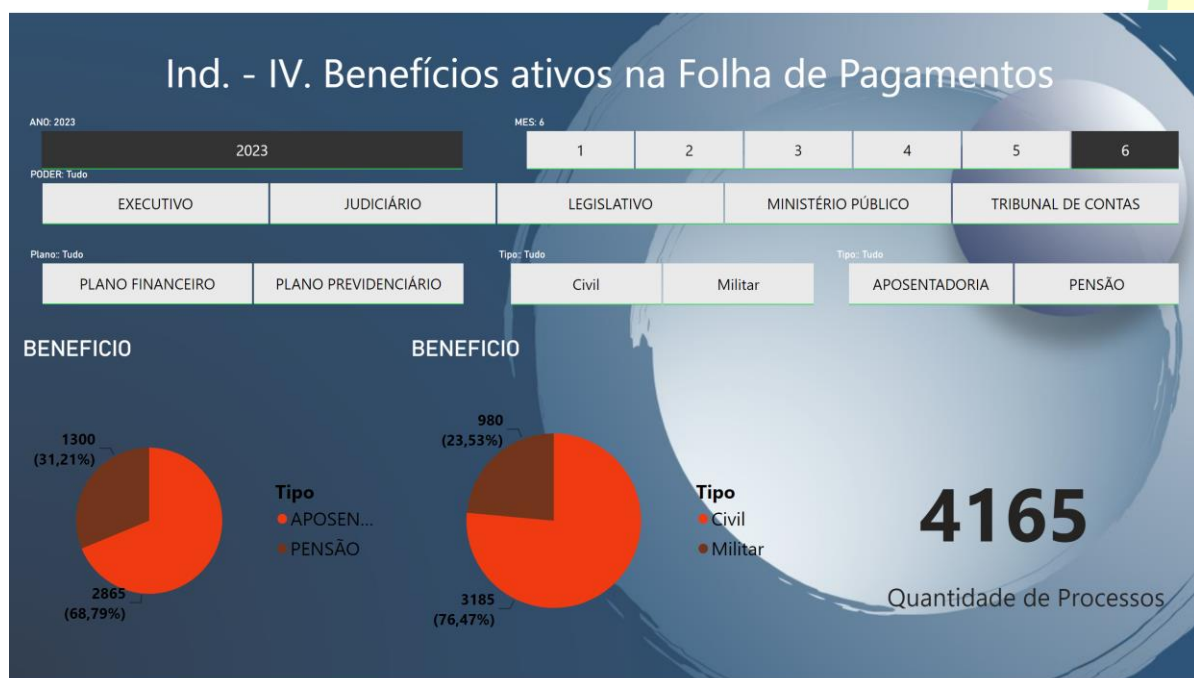 Ind. - IV. Benefícios ativos na Folha de Pagamentos
ANO: 2023
MES: 6
2023
1 2 3 4 5 6
PODER: Tudo
EXECUTIVO JUDICIÁRIO LEGISLATIVO MINISTÉRIO PÚBLICO TRIBUNAL DE CONTAS
Plano:: Tudo
Tipo:: Tudo
Tipo:: Tudo
PLANO FINANCEIRO PLANO PREVIDENCIÁRIO Civil Militar APOSENTADORIA PENSÃO
BENEFICIO
1300
(31,21%)
2865
(68,79%)
Tipo
APOSEN...
PENSÃO
BENEFICIO
980
(23,53%)
3185
(76,47%)
Tipo
Civil
Militar
4165
Quantidade de Processos